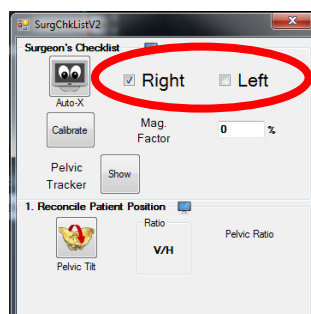 SurgChkListV2
Surgeon's Checklist
Right Left
Auto-X
Calibrate Mag. Factor 0 %
Pelvic Tracker Show
1. Reconcile Patient Position
Ratio
V/H Pelvic Ratio
Pelvic Tilt